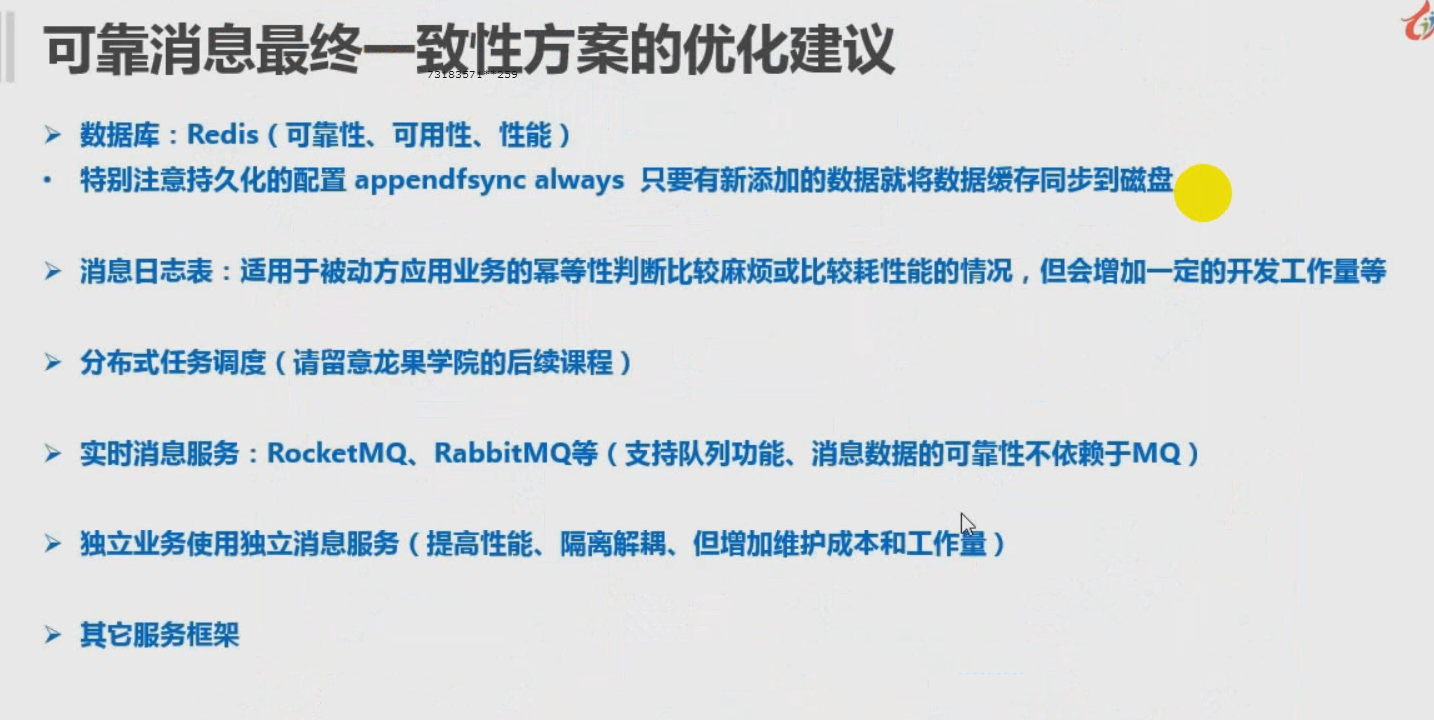 可靠消息最终一致性方案的优化建议
73183571**259
➢ 数据库：Redis（可靠性、可用性、性能）
• 特别注意持久化的配置 appendfsync always 只要有新添加的数据就将数据缓存同步到磁盘
➢ 消息日志表：适用于被动方应用业务的幂等性判断比较麻烦或比较耗性能的情况，但会增加一定的开发工作量等
➢ 分布式任务调度（请留意龙果学院的后续课程）
➢ 实时消息服务：RocketMQ、RabbitMQ等（支持队列功能、消息数据的可靠性不依赖于MQ）
➢ 独立业务使用独立消息服务（提高性能、隔离解耦、但增加维护成本和工作量）
➢ 其它服务框架